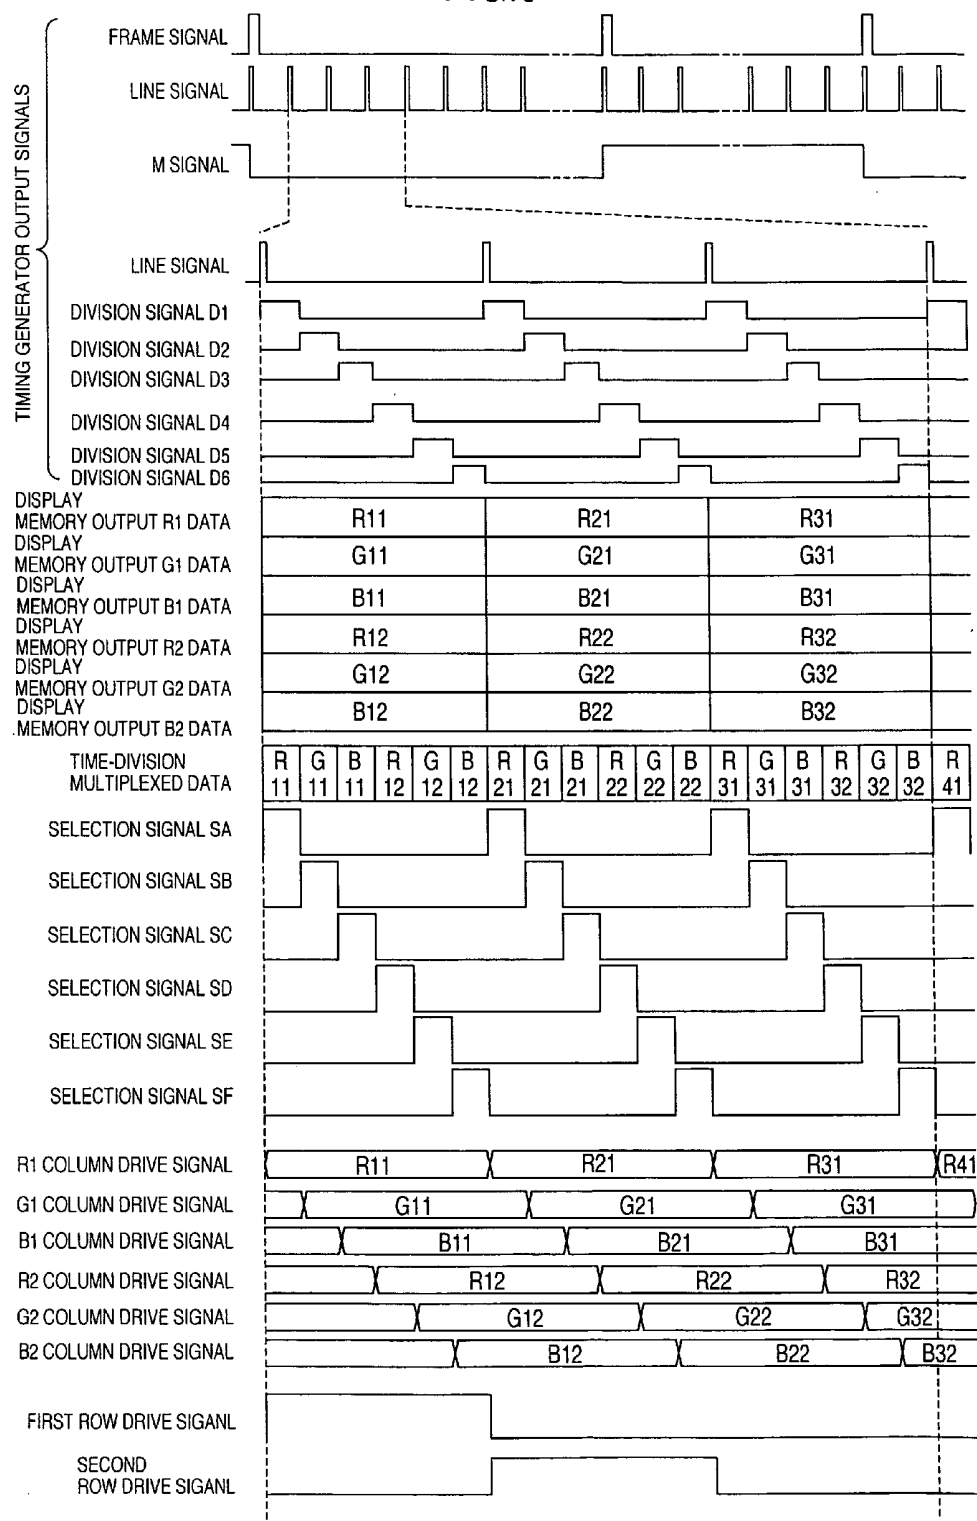 FRAME SIGNAL
LINE SIGNAL
M SIGNAL
TIMING GENERATOR OUTPUT SIGNALS
LINE SIGNAL
DIVISION SIGNAL D1
DIVISION SIGNAL D2
DIVISION SIGNAL D3
DIVISION SIGNAL D4
DIVISION SIGNAL D5
DIVISION SIGNAL D6
DISPLAY
MEMORY OUTPUT R1 DATA R11 R21 R31
DISPLAY
MEMORY OUTPUT G1 DATA G11 G21 G31
DISPLAY
MEMORY OUTPUT B1 DATA B11 B21 B31
DISPLAY
MEMORY OUTPUT R2 DATA R12 R22 R32
DISPLAY
MEMORY OUTPUT G2 DATA G12 G22 G32
DISPLAY
MEMORY OUTPUT B2 DATA B12 B22 B32
TIME-DIVISION R G B R G B R G B R G B R G B R G B R
MULTIPLEXED DATA 11 11 11 12 12 12 21 21 21 22 22 22 31 31 31 32 32 32 41
SELECTION SIGNAL SA
SELECTION SIGNAL SB
SELECTION SIGNAL SC
SELECTION SIGNAL SD
SELECTION SIGNAL SE
SELECTION SIGNAL SF
R1 COLUMN DRIVE SIGNAL R11 R21 R31 R41
G1 COLUMN DRIVE SIGNAL G11 G21 G31
B1 COLUMN DRIVE SIGNAL B11 B21 B31
R2 COLUMN DRIVE SIGNAL R12 R22 R32
G2 COLUMN DRIVE SIGNAL G12 G22 G32
B2 COLUMN DRIVE SIGNAL B12 B22 B32
FIRST ROW DRIVE SIGANL
SECOND
ROW DRIVE SIGANL